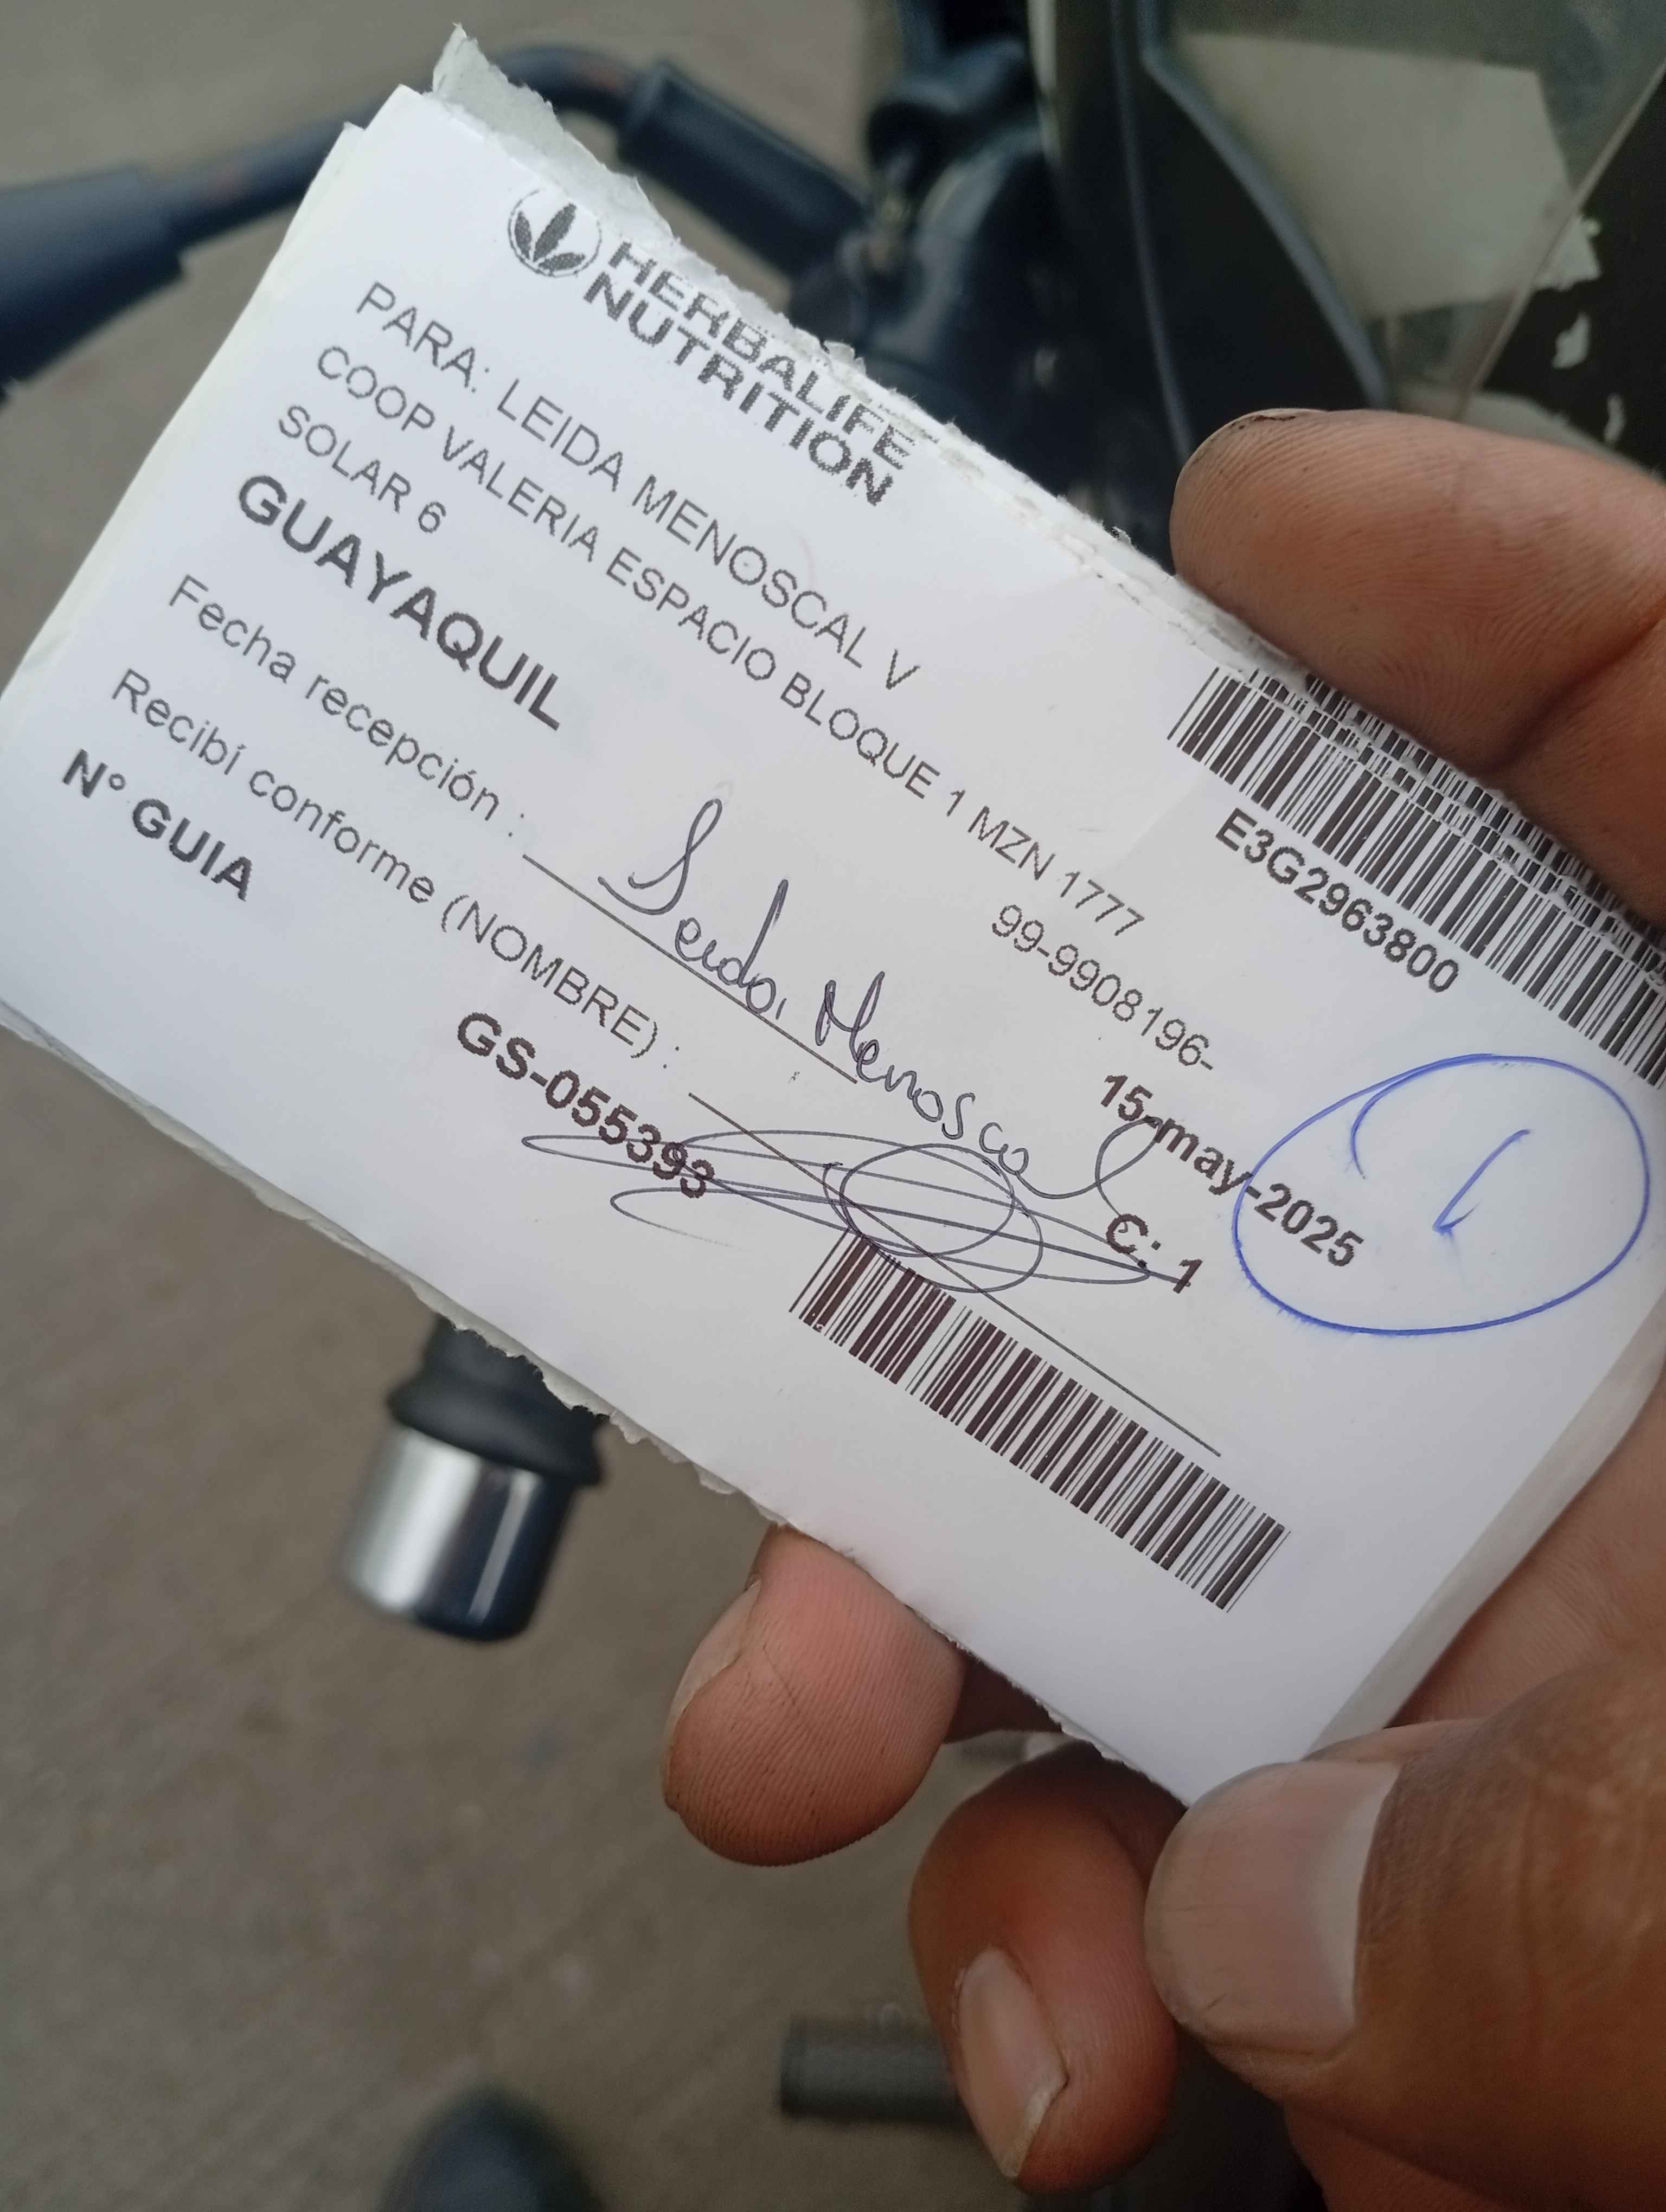 HERBALIFE
NUTRITION
E3G2963800
PARA: LEIDA MENOSCAL V
COOP VALERIA ESPACIO BLOQUE 1 MZN 1777
SOLAR 6
99-9908196-
GUAYAQUIL
15-may-2025
1
Fecha recepción :
Leida Menoscal
Recibí conforme (NOMBRE) :
C: 1
N° GUIA
GS-055393